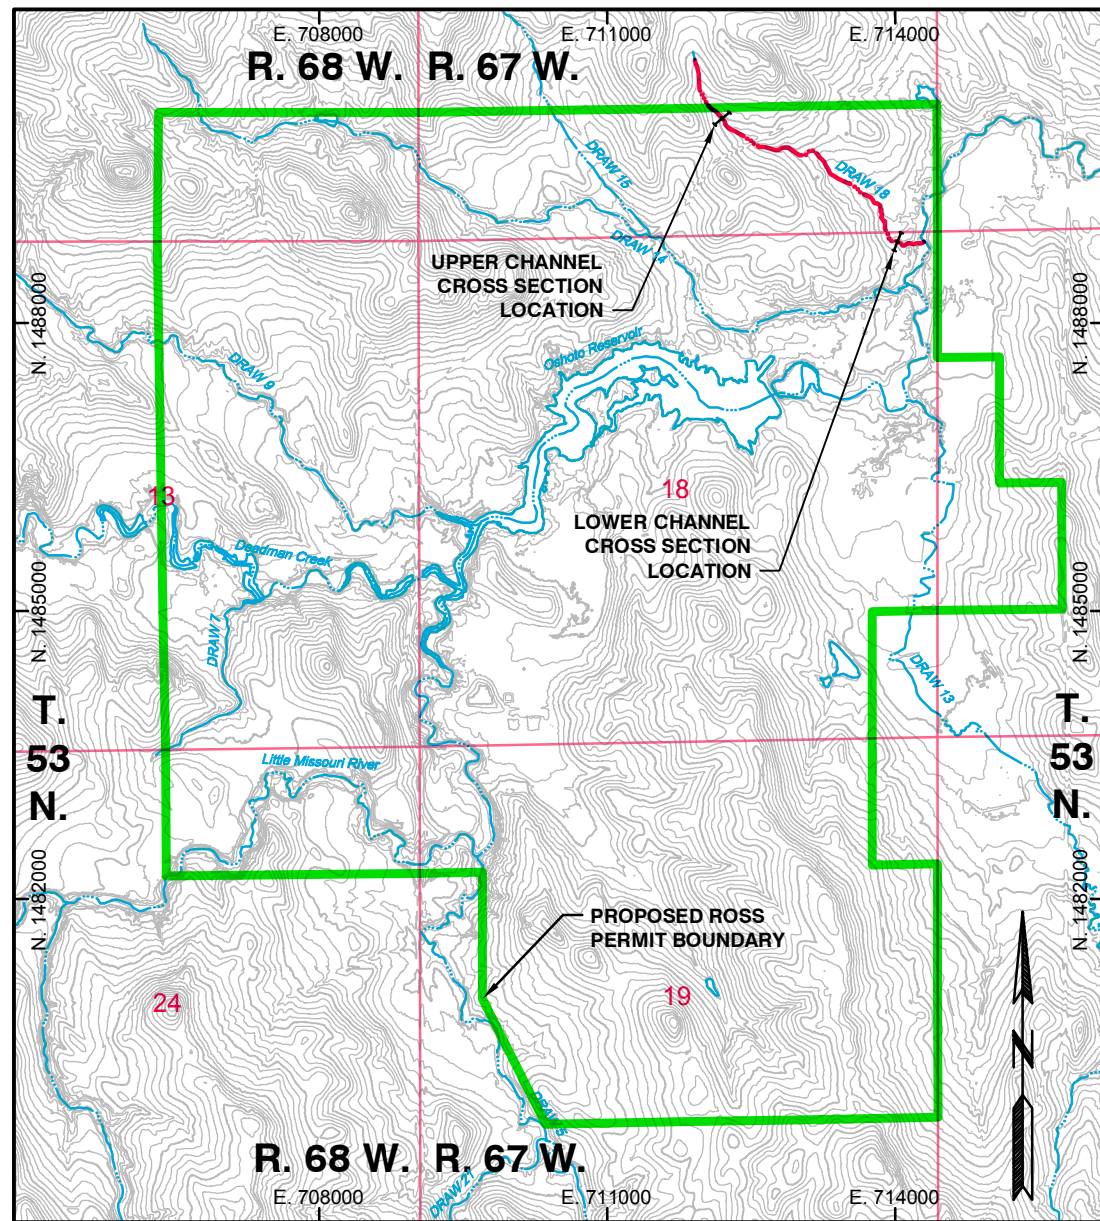 E. 708000
E. 711000
E. 714000
R. 68 W.
R. 67 W.
DRAW 15
DRAW 18
DRAW 14
UPPER CHANNEL
CROSS SECTION
LOCATION
N. 1488000
N. 1488000
Oshoto Reservoir
DRAW 9
13
18
LOWER CHANNEL
CROSS SECTION
LOCATION
Deadman Creek
N. 1485000
N. 1485000
DRAW 7
DRAW 13
T.
53
N.
T.
53
N.
Little Missouri River
N. 1482000
N. 1482000
PROPOSED ROSS
PERMIT BOUNDARY
24
19
N
R. 68 W.
R. 67 W.
DRAW 21
E. 708000
E. 711000
E. 714000